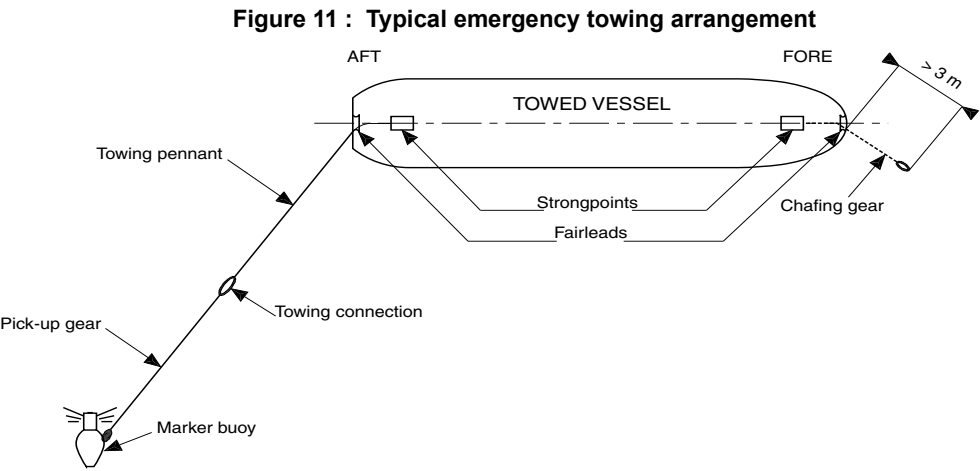 Figure 11 : Typical emergency towing arrangement
AFT
FORE
> 3 m
TOWED VESSEL
Towing pennant
Strongpoints
Chafing gear
Fairleads
Towing connection
Pick-up gear
Marker buoy